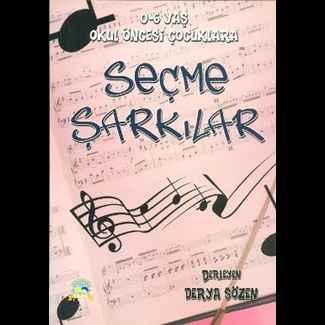 0-6 YAŞ
OKUL ÖNCESİ ÇOCUKLARA
SEÇME
ŞARKILAR
DERLEYEN
DERYA SÖZEN